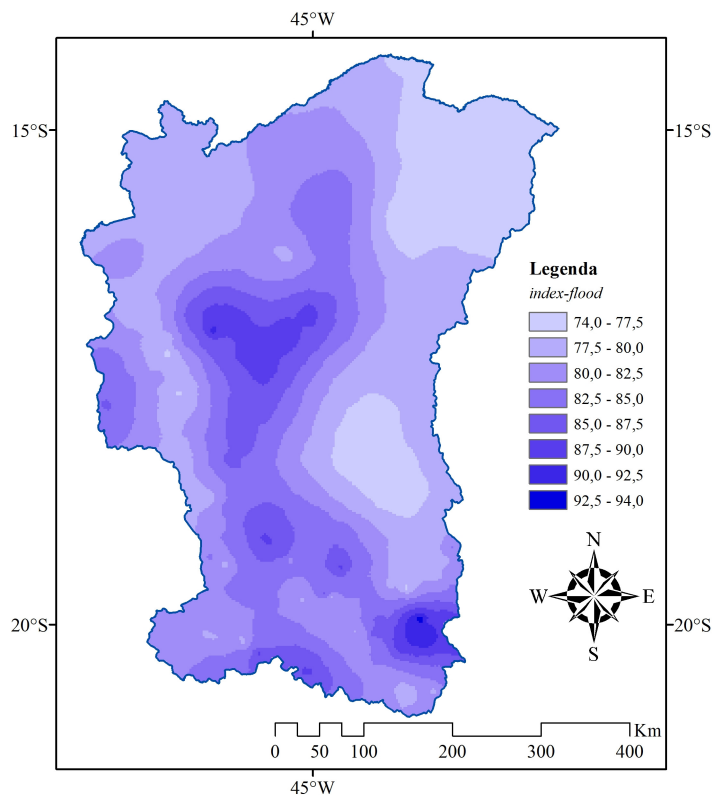 45°W
15°S
15°S
Legenda
index-flood
74,0 - 77,5
77,5 - 80,0
80,0 - 82,5
82,5 - 85,0
85,0 - 87,5
87,5 - 90,0
90,0 - 92,5
92,5 - 94,0
N
W
E
S
20°S
20°S
Km
0 50 100 200 300 400
45°W